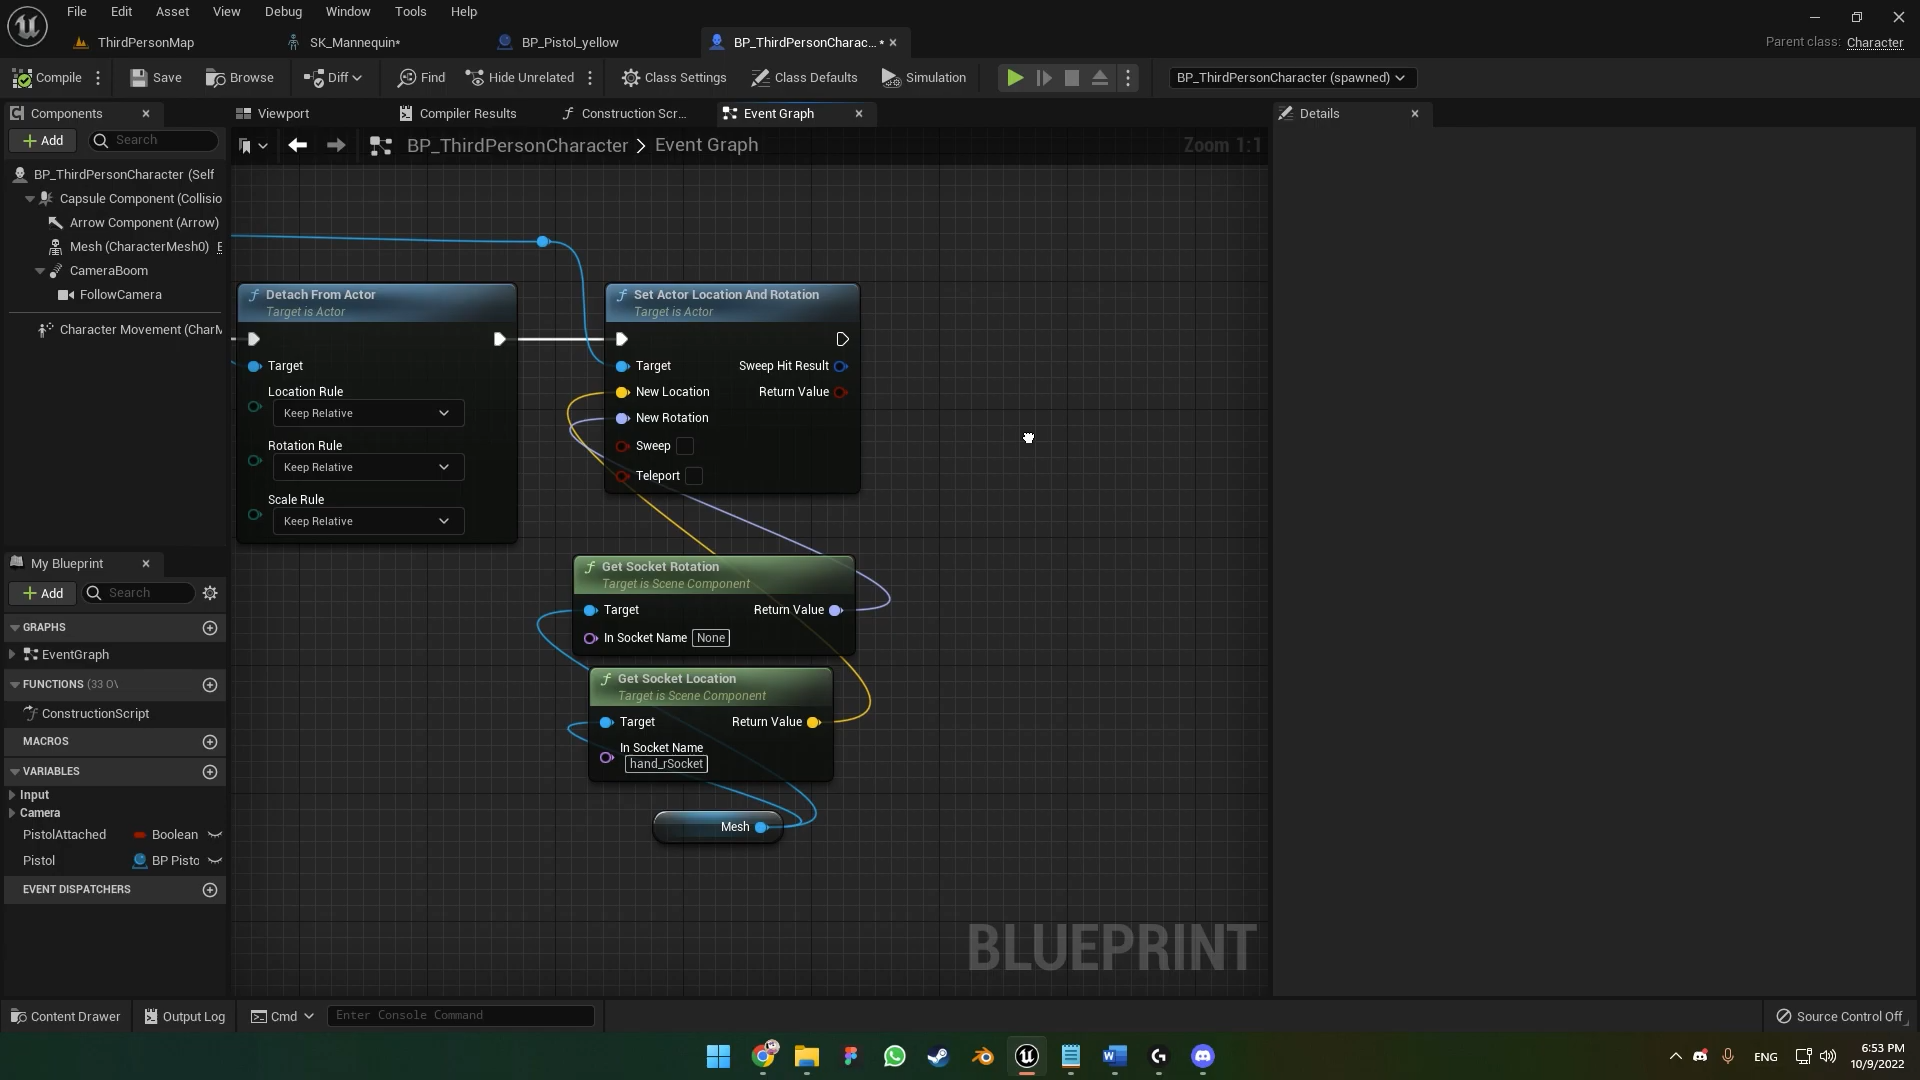 File Edit Asset View Debug Window Tools Help
ThirdPersonMap SK_Mannequin* BP_Pistol_yellow BP_ThirdPersonCharac... * Parent class: Character
Compile Save Browse Diff Find Hide Unrelated Class Settings Class Defaults Simulation BP_ThirdPersonCharacter (spawned)
Components Viewport Compiler Results Construction Scr... Event Graph Details
Add Search BP_ThirdPersonCharacter > Event Graph Zoom 1:1
BP_ThirdPersonCharacter (Self
Capsule Component (Collisio
Arrow Component (Arrow)
Mesh (CharacterMesh0) E
CameraBoom
FollowCamera
Character Movement (CharM
Detach From Actor
Target is Actor
Target
Location Rule
Keep Relative
Rotation Rule
Keep Relative
Scale Rule
Keep Relative
Set Actor Location And Rotation
Target is Actor
Target Sweep Hit Result
New Location Return Value
New Rotation
Sweep
Teleport
Get Socket Rotation
Target is Scene Component
Target Return Value
In Socket Name None
Get Socket Location
Target is Scene Component
Target Return Value
In Socket Name
hand_rSocket
Mesh
My Blueprint
Add Search
GRAPHS
EventGraph
FUNCTIONS (33 O\
ConstructionScript
MACROS
VARIABLES
Input
Camera
PistolAttached Boolean
Pistol BP Pisto
EVENT DISPATCHERS
BLUEPRINT
Content Drawer Output Log Cmd Enter Console Command Source Control Off
ENG 6:53 PM
10/9/2022